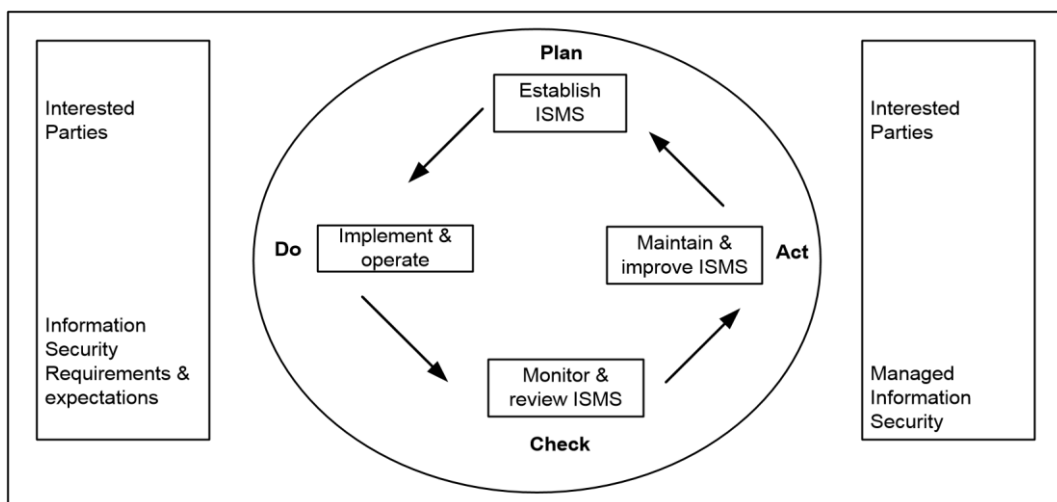 Interested
Parties
Information
Security
Requirements &
expectations
Plan
Establish
ISMS
Do
Implement &
operate
Maintain &
improve ISMS
Act
Monitor &
review ISMS
Check
Interested
Parties
Managed
Information
Security